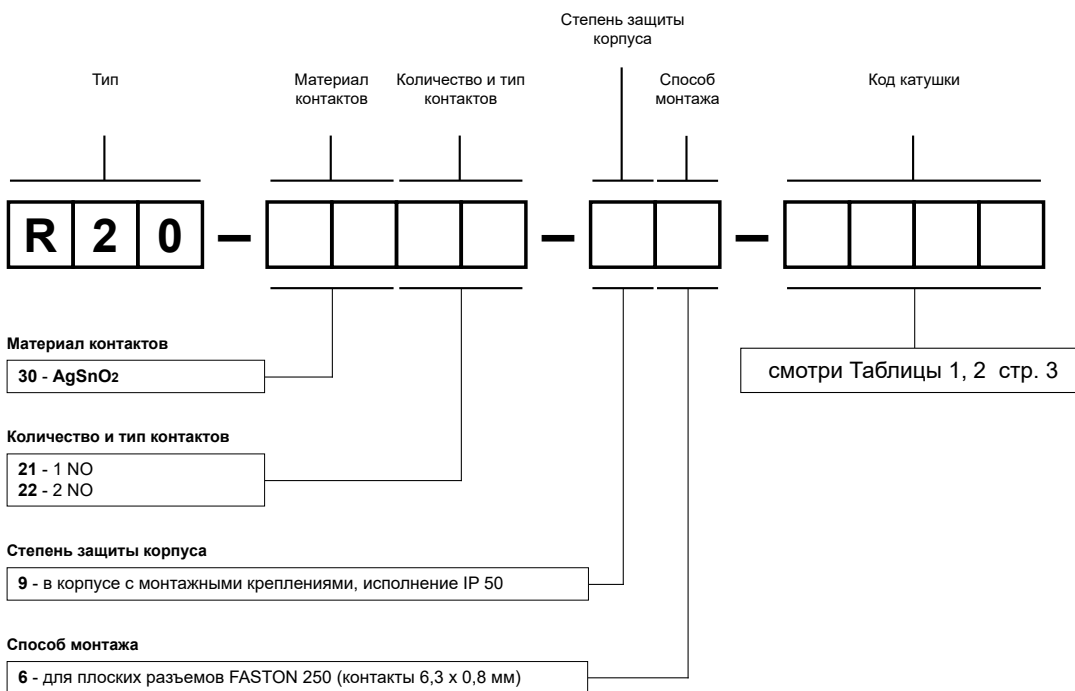 Степень защиты
корпуса
Тип
Материал
контактов
Количество и тип
контактов
Способ
монтажа
Код катушки
R 2 0 – – –
Материал контактов
30 - AgSnO2
смотри Таблицы 1, 2 стр. 3
Количество и тип контактов
21 - 1 NO
22 - 2 NO
Степень защиты корпуса
9 - в корпусе с монтажными креплениями, исполнение IP 50
Способ монтажа
6 - для плоских разъемов FASTON 250 (контакты 6,3 x 0,8 мм)